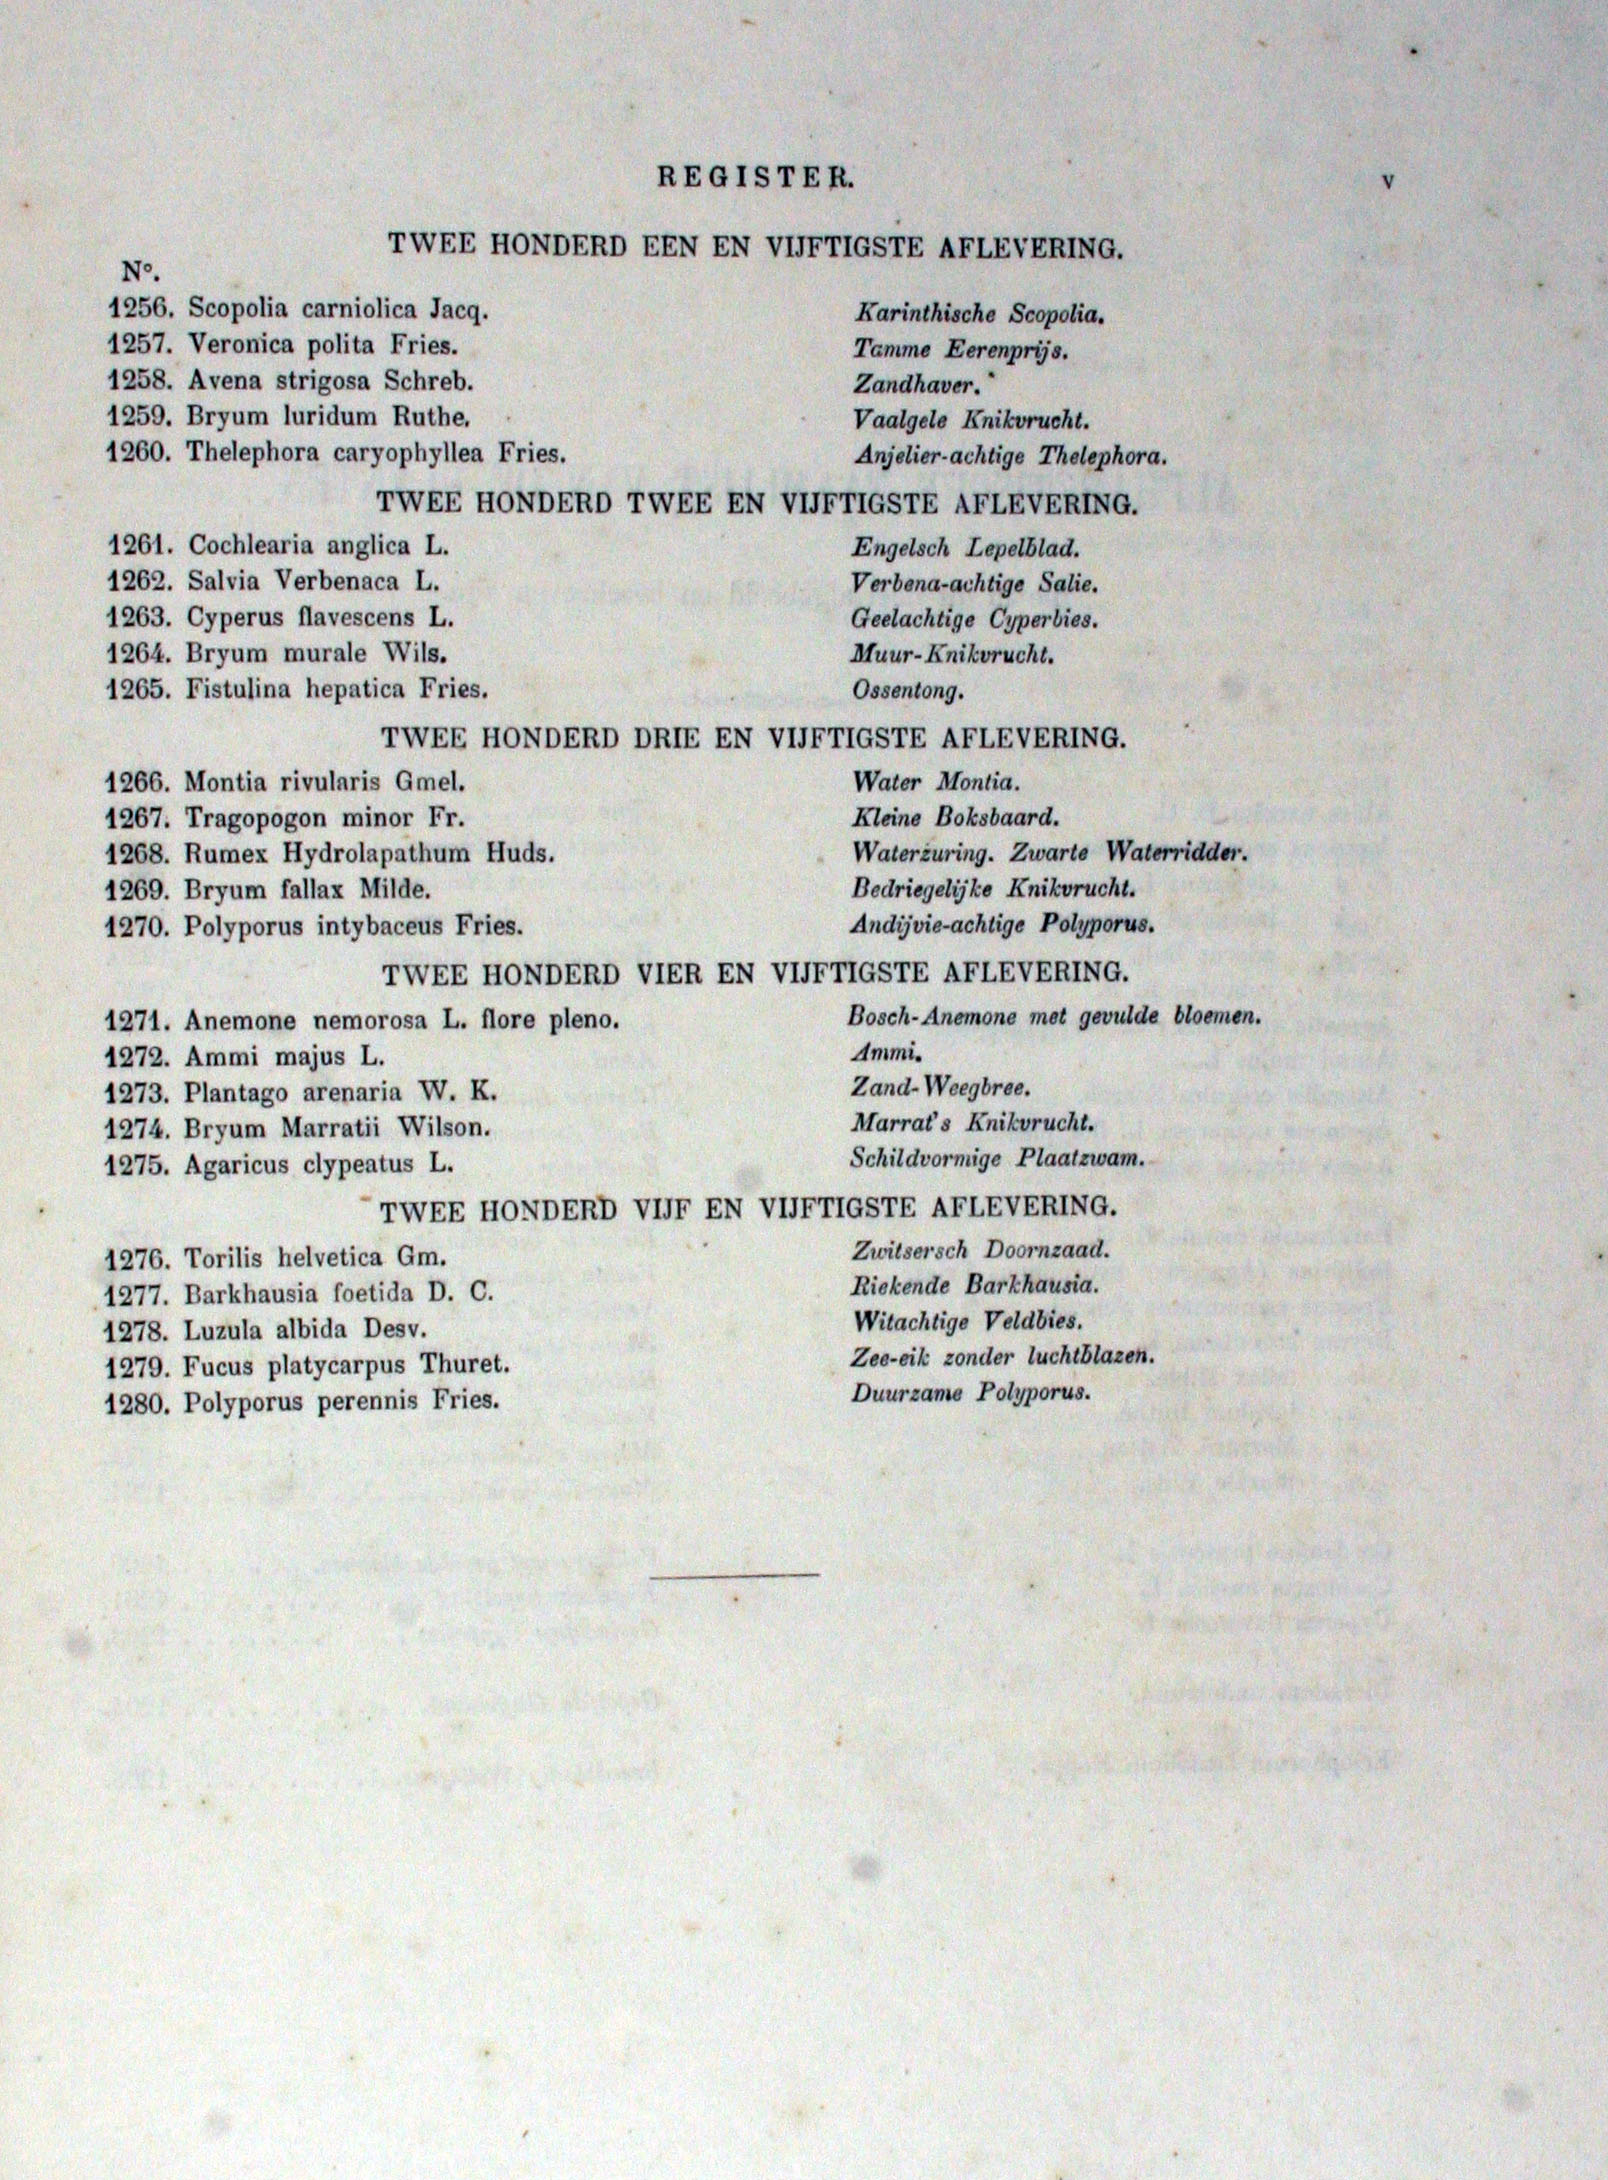 REGISTER. V
TWEE HONDERD EEN EN VIJFTIGSTE AFLEVERING.
Nº.
1256. Scopolia carniolica Jacq. Karinthische Scopolia.
1257. Veronica polita Fries. Tamme Eerenprijs.
1258. Avena strigosa Schreb. Zandhaver.
1259. Bryum luridum Ruthe. Vaalgele Knikvrucht.
1260. Thelephora caryophyllea Fries. Anjelier-achtige Thelephora.
TWEE HONDERD TWEE EN VIJFTIGSTE AFLEVERING.
1261. Cochlearia anglica L. Engelsch Lepelblad.
1262. Salvia Verbenaca L. Verbena-achtige Salie.
1263. Cyperus flavescens L. Geelachtige Cyperbies.
1264. Bryum murale Wils. Muur-Knikvrucht.
1265. Fistulina hepatica Fries. Ossentong.
TWEE HONDERD DRIE EN VIJFTIGSTE AFLEVERING.
1266. Montia rivularis Gmel. Water Montia.
1267. Tragopogon minor Fr. Kleine Boksbaard.
1268. Rumex Hydrolapathum Huds. Waterzuring. Zwarte Waterridder.
1269. Bryum fallax Milde. Bedriegelijke Knikvrucht.
1270. Polyporus intybaceus Fries. Andijvie-achtige Polyporus.
TWEE HONDERD VIER EN VIJFTIGSTE AFLEVERING.
1271. Anemone nemorosa L. flore pleno. Bosch-Anemone met gevulde bloemen.
1272. Ammi majus L. Ammi.
1273. Plantago arenaria W. K. Zand-Weegbree.
1274. Bryum Marratii Wilson. Marrat's Knikvrucht.
1275. Agaricus clypeatus L. Schildvormige Plaatzwam.
TWEE HONDERD VIJF EN VIJFTIGSTE AFLEVERING.
1276. Torilis helvetica Gm. Zwitsersch Doornzaad.
1277. Barkhausia foetida D. C. Riekende Barkhausia.
1278. Luzula albida Desv. Witachtige Veldbies.
1279. Fucus platycarpus Thuret. Zee-eik zonder luchtblazen.
1280. Polyporus perennis Fries. Duurzame Polyporus.